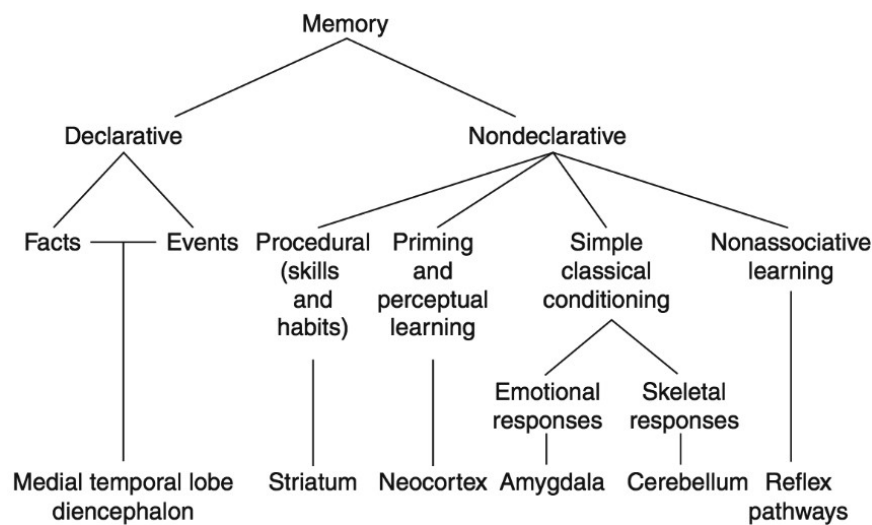 Memory
Declarative
Nondeclarative
Facts
Events
Procedural
(skills
and
habits)
Priming
and
perceptual
learning
Simple
classical
conditioning
Nonassociative
learning
Emotional
responses
Skeletal
responses
Medial temporal lobe
diencephalon
Striatum
Neocortex
Amygdala
Cerebellum
Reflex
pathways